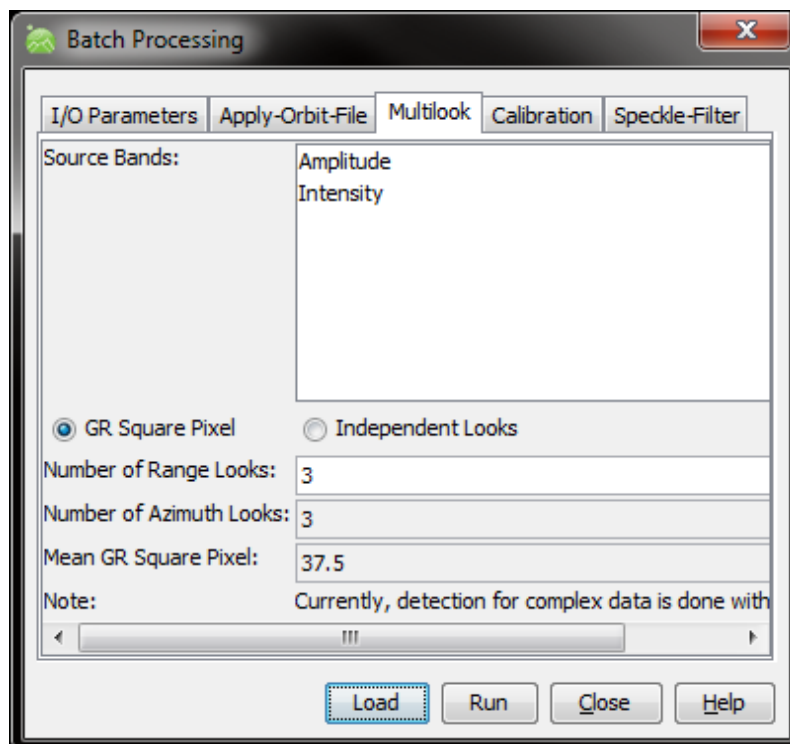 Batch Processing
I/O Parameters Apply-Orbit-File Multilook Calibration Speckle-Filter
Source Bands: Amplitude
Intensity
GR Square Pixel Independent Looks
Number of Range Looks: 3
Number of Azimuth Looks: 3
Mean GR Square Pixel: 37.5
Note: Currently, detection for complex data is done with
Load Run Close Help